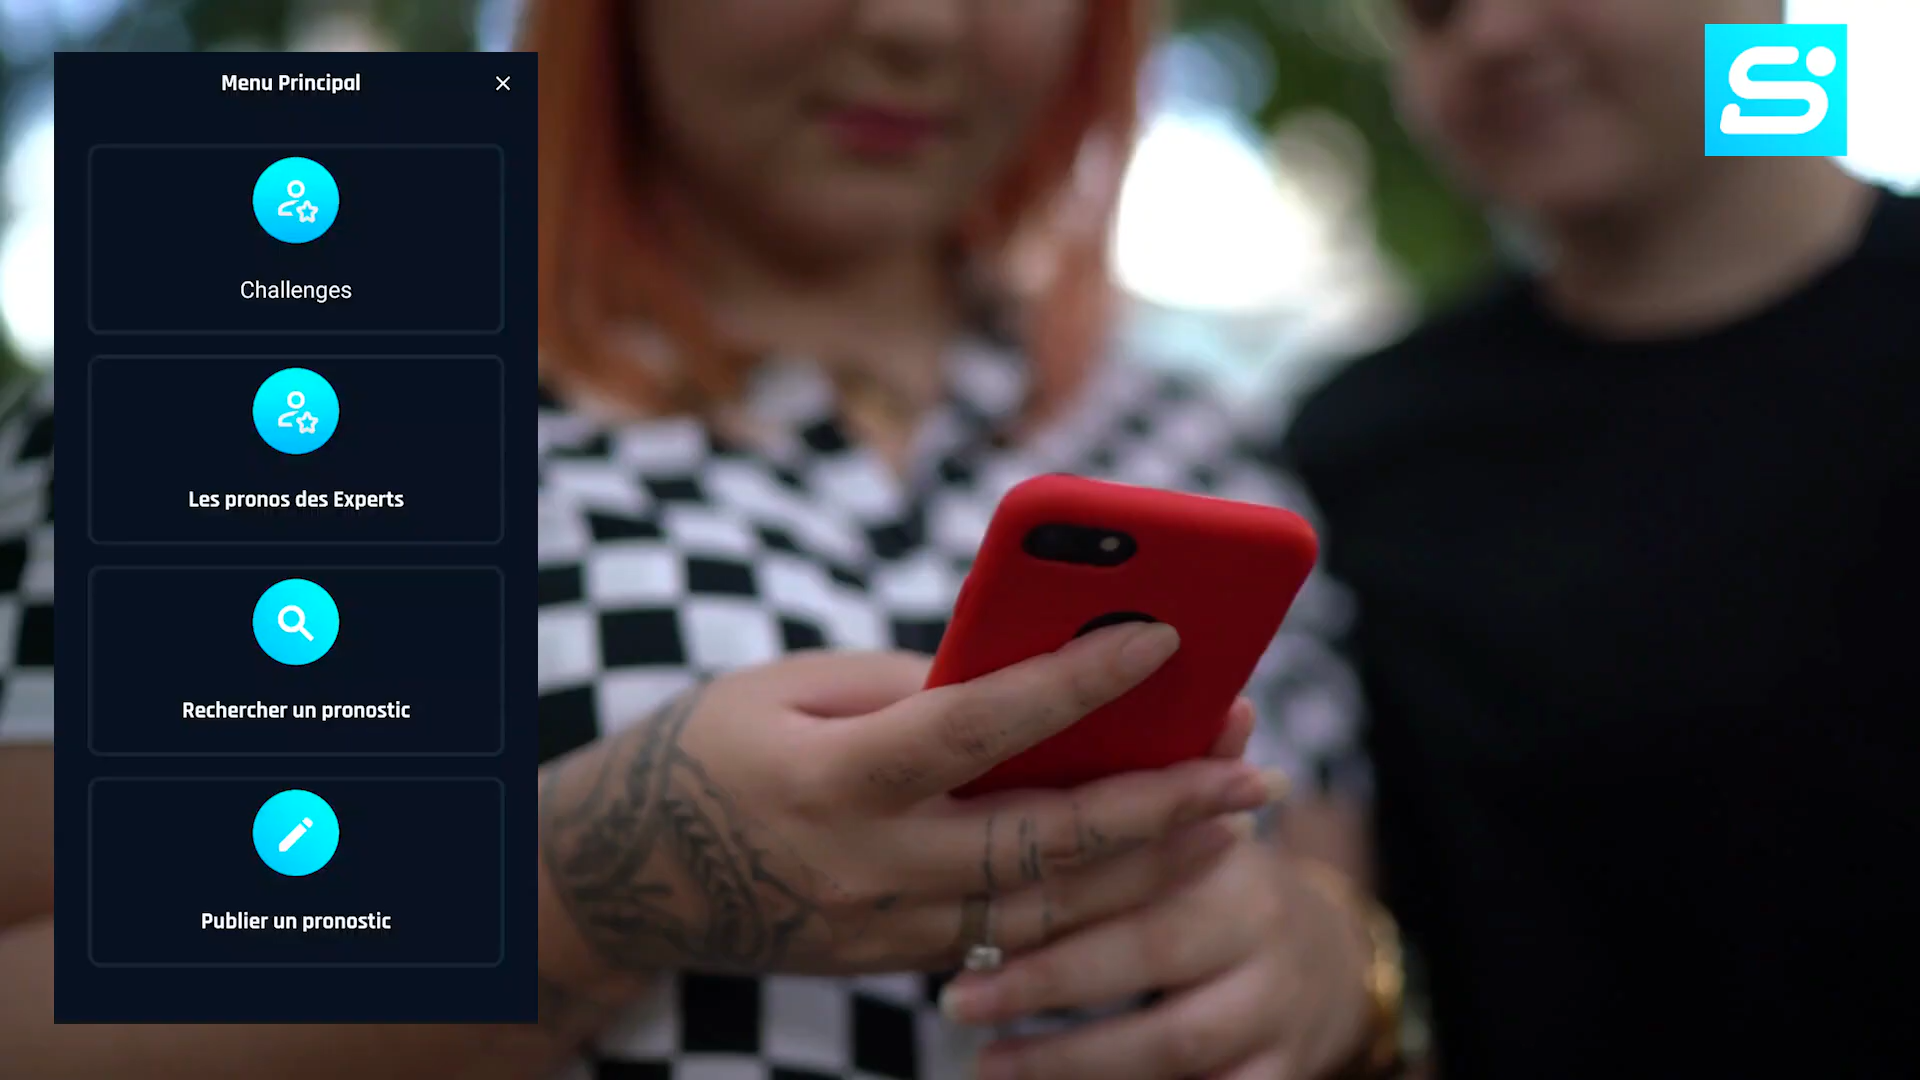 Menu Principal
Challenges
Les pronos des Experts
Rechercher un pronostic
Publier un pronostic